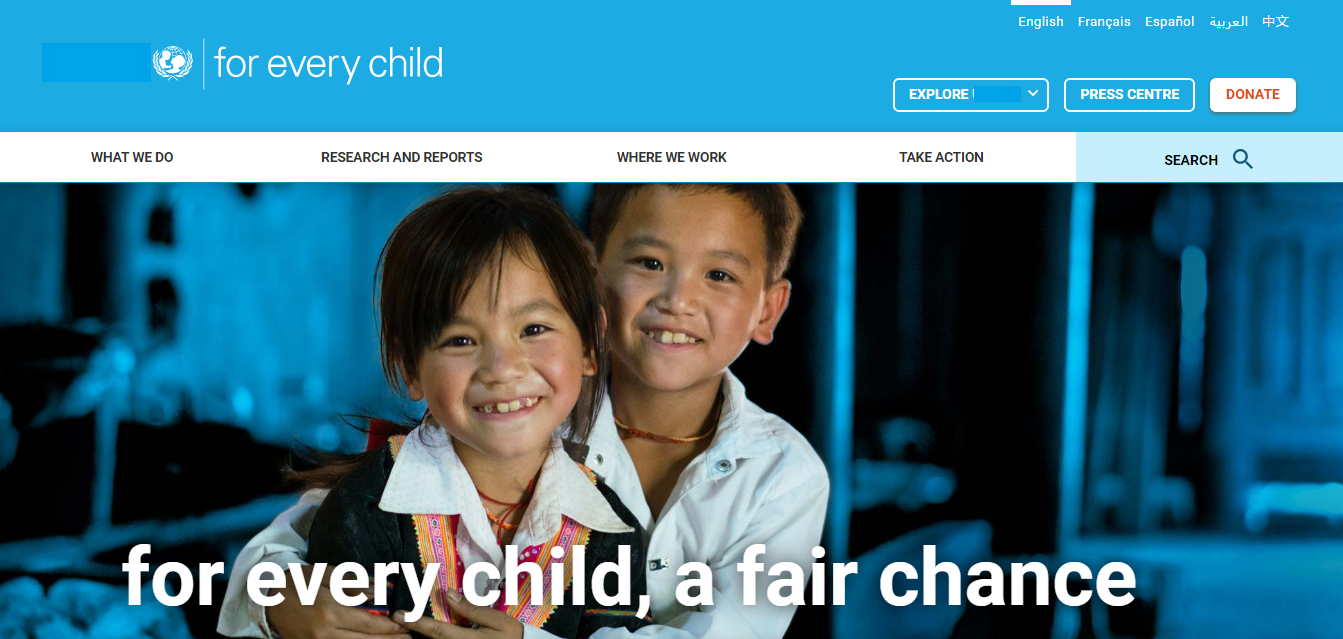 English Français Español العربية 中文
for every child
EXPLORE PRESS CENTRE DONATE
WHAT WE DO RESEARCH AND REPORTS WHERE WE WORK TAKE ACTION SEARCH
for every child, a fair chance